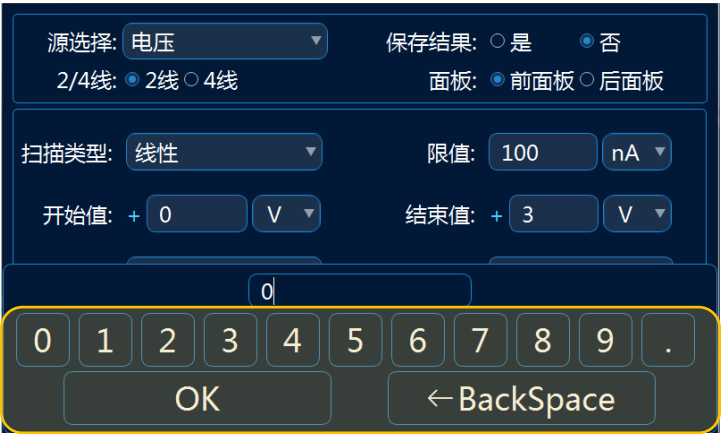 源选择: 电压 保存结果: 是 否
2/4线: 2线 4线 面板: 前面板 后面板
扫描类型: 线性 限值: 100 nA
开始值: + 0 V 结束值: + 3 V
0
0 1 2 3 4 5 6 7 8 9 .
OK ←BackSpace